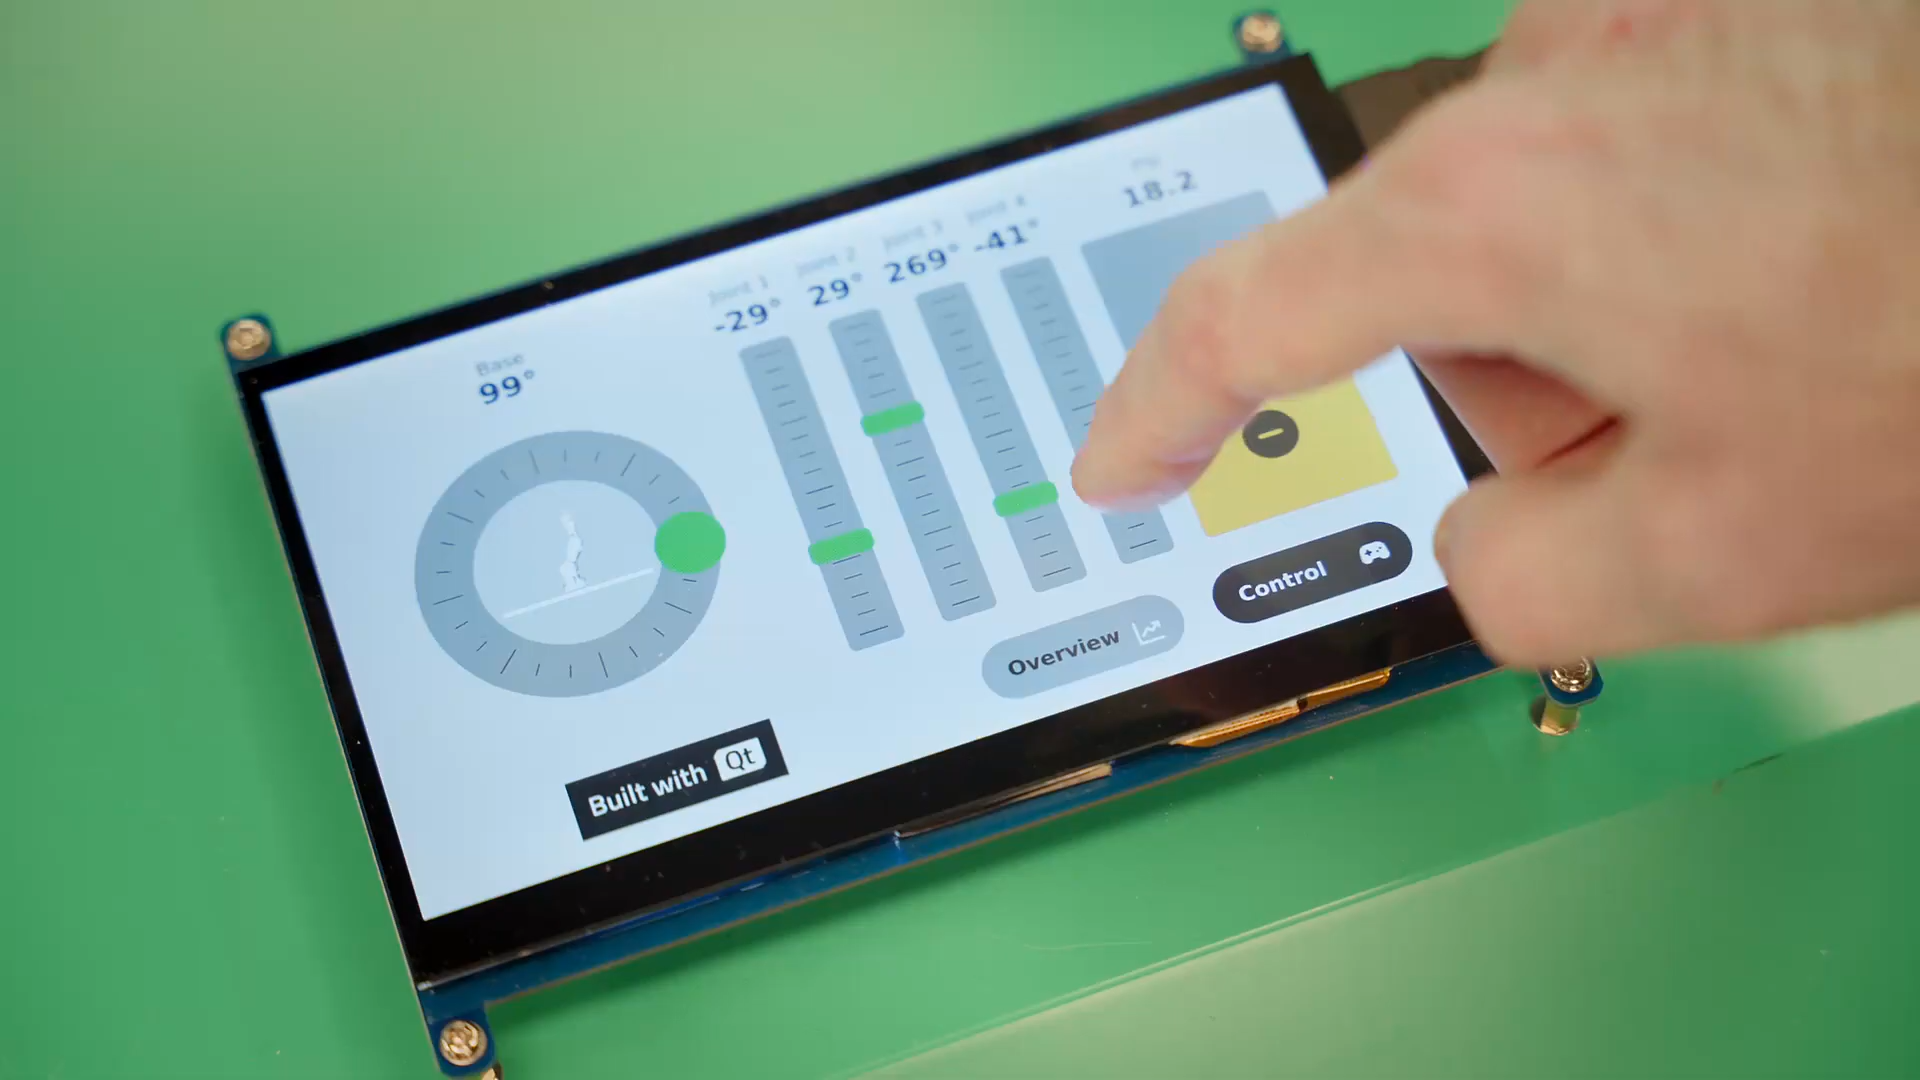 Base
99°
Joint 1
-29°
Joint 2
29°
Joint 3
269°
Joint 4
-41°
18.2
Overview
Control
Built with Qt